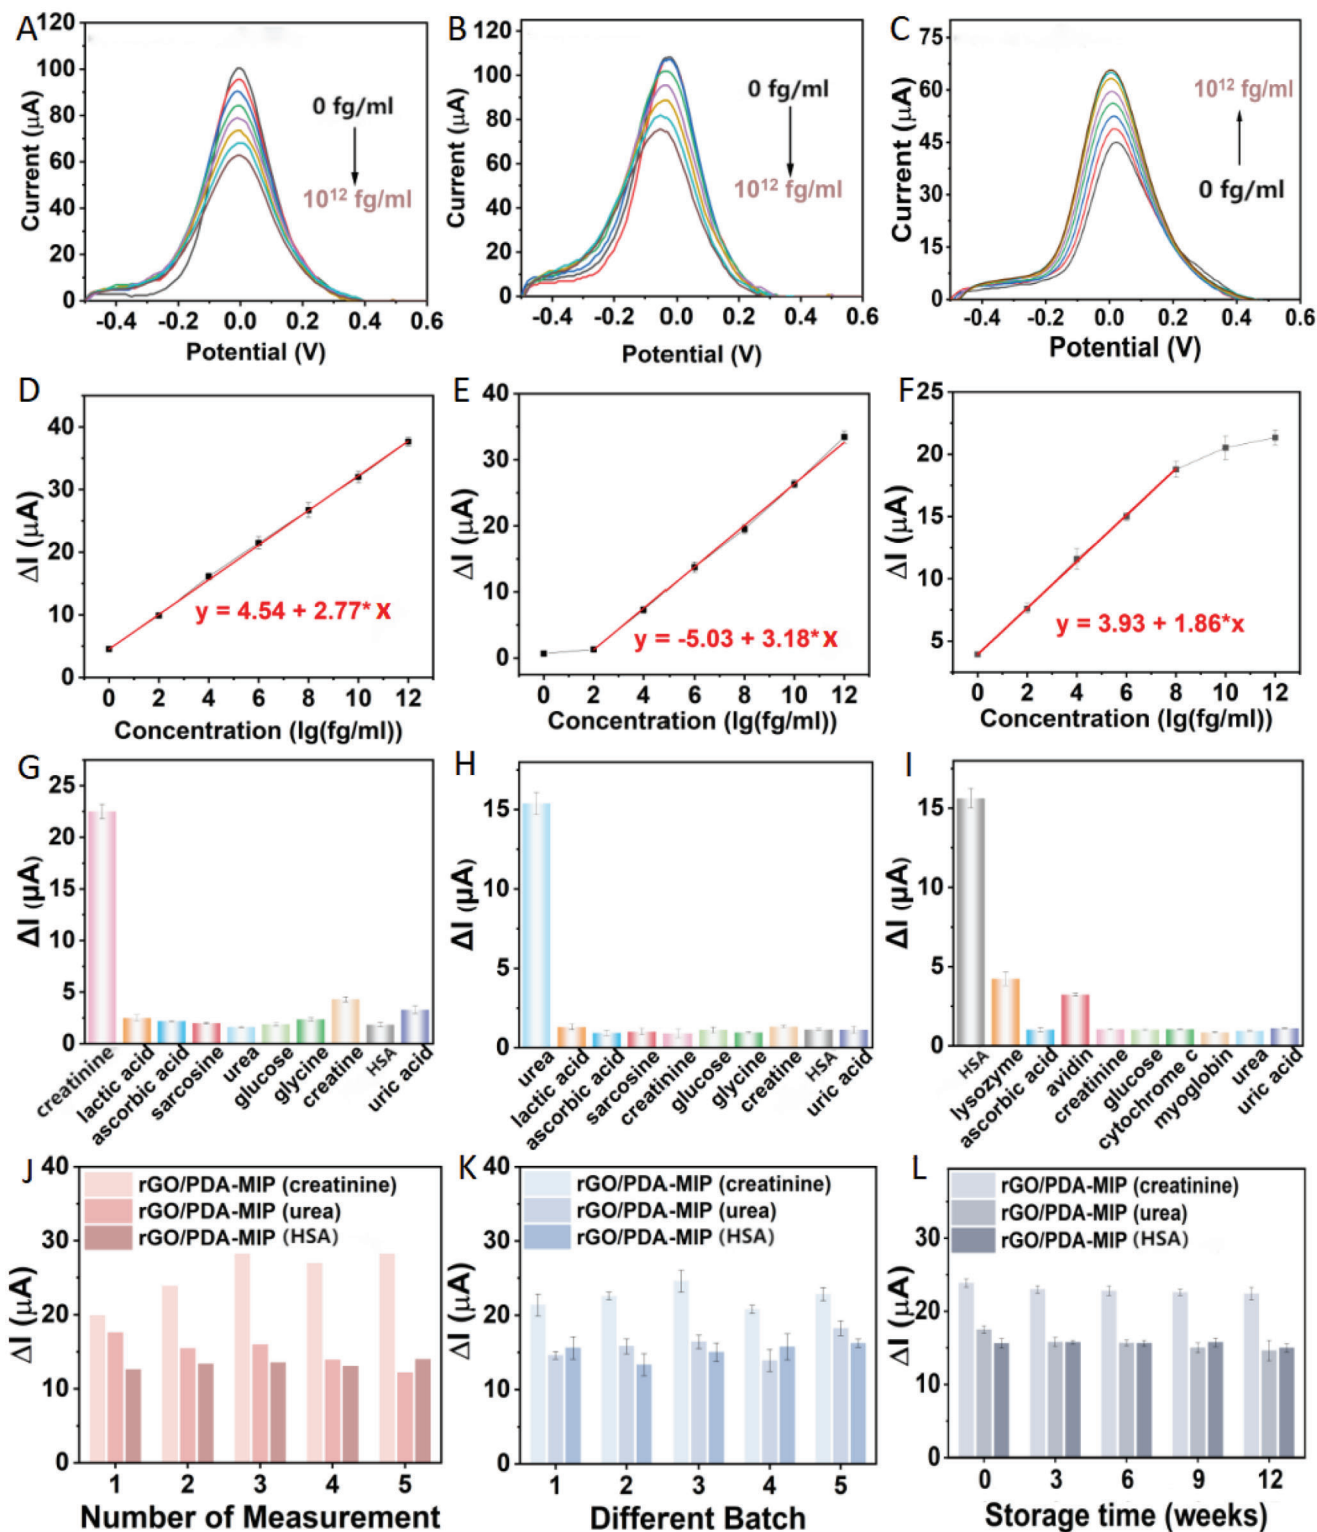 A
120
100
80
60
40
20
0
Current (μA)
-0.4
-0.2
0.0
0.2
0.4
0.6
Potential (V)
0 fg/ml
10¹² fg/ml
B
120
100
80
60
40
20
0
Current (μA)
-0.4
-0.2
0.0
0.2
0.4
0.6
Potential (V)
0 fg/ml
10¹² fg/ml
C
75
60
45
30
15
0
Current (μA)
-0.4
-0.2
0.0
0.2
0.4
0.6
Potential (V)
10¹² fg/ml
0 fg/ml
D
40
30
20
10
0
ΔI (μA)
y = 4.54 + 2.77* x
0
2
4
6
8
10
12
Concentration (lg(fg/ml))
E
40
30
20
10
0
ΔI (μA)
y = -5.03 + 3.18* x
0
2
4
6
8
10
12
Concentration (lg(fg/ml))
F
25
20
15
10
5
ΔI (μA)
y = 3.93 + 1.86*x
0
2
4
6
8
10
12
Concentration (lg(fg/ml))
G
25
20
15
10
5
0
ΔI (μA)
creatinine
lactic acid
ascorbic acid
sarcosine
urea
glucose
glycine
creatine
HSA
uric acid
H
15
10
5
0
ΔI (μA)
urea
lactic acid
ascorbic acid
sarcosine
creatinine
glucose
glycine
creatine
HSA
uric acid
I
15
10
5
0
ΔI (μA)
HSA
lysozyme
ascorbic acid
avidin
creatinine
glucose
cytochrome c
myoglobin
urea
uric acid
J
40
30
20
10
0
ΔI (μA)
rGO/PDA-MIP (creatinine)
rGO/PDA-MIP (urea)
rGO/PDA-MIP (HSA)
1
2
3
4
5
Number of Measurement
K
40
30
20
10
0
ΔI (μA)
rGO/PDA-MIP (creatinine)
rGO/PDA-MIP (urea)
rGO/PDA-MIP (HSA)
1
2
3
4
5
Different Batch
L
30
20
10
0
ΔI (μA)
rGO/PDA-MIP (creatinine)
rGO/PDA-MIP (urea)
rGO/PDA-MIP (HSA)
0
3
6
9
12
Storage time (weeks)